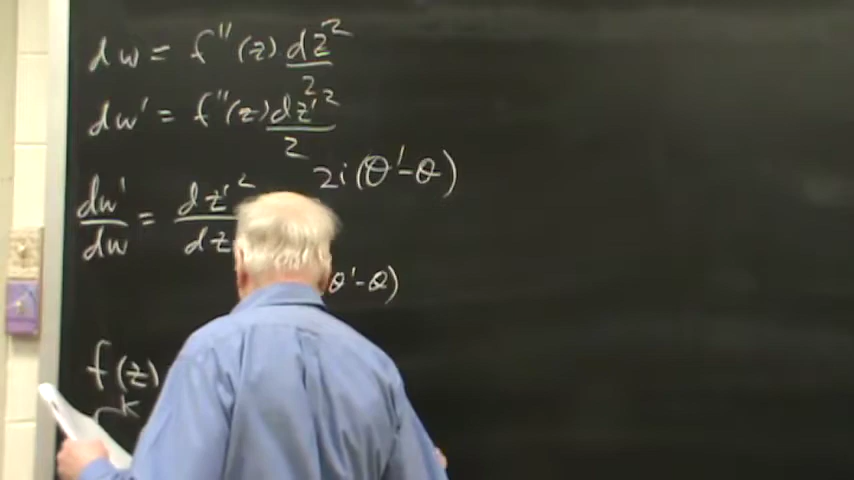 dw = f''(z) dz²/2
dw' = f''(z) dz'²/2
dw'/dw = dz'²/dz
2i(θ'-θ)
θ'-θ)
f(z)
k